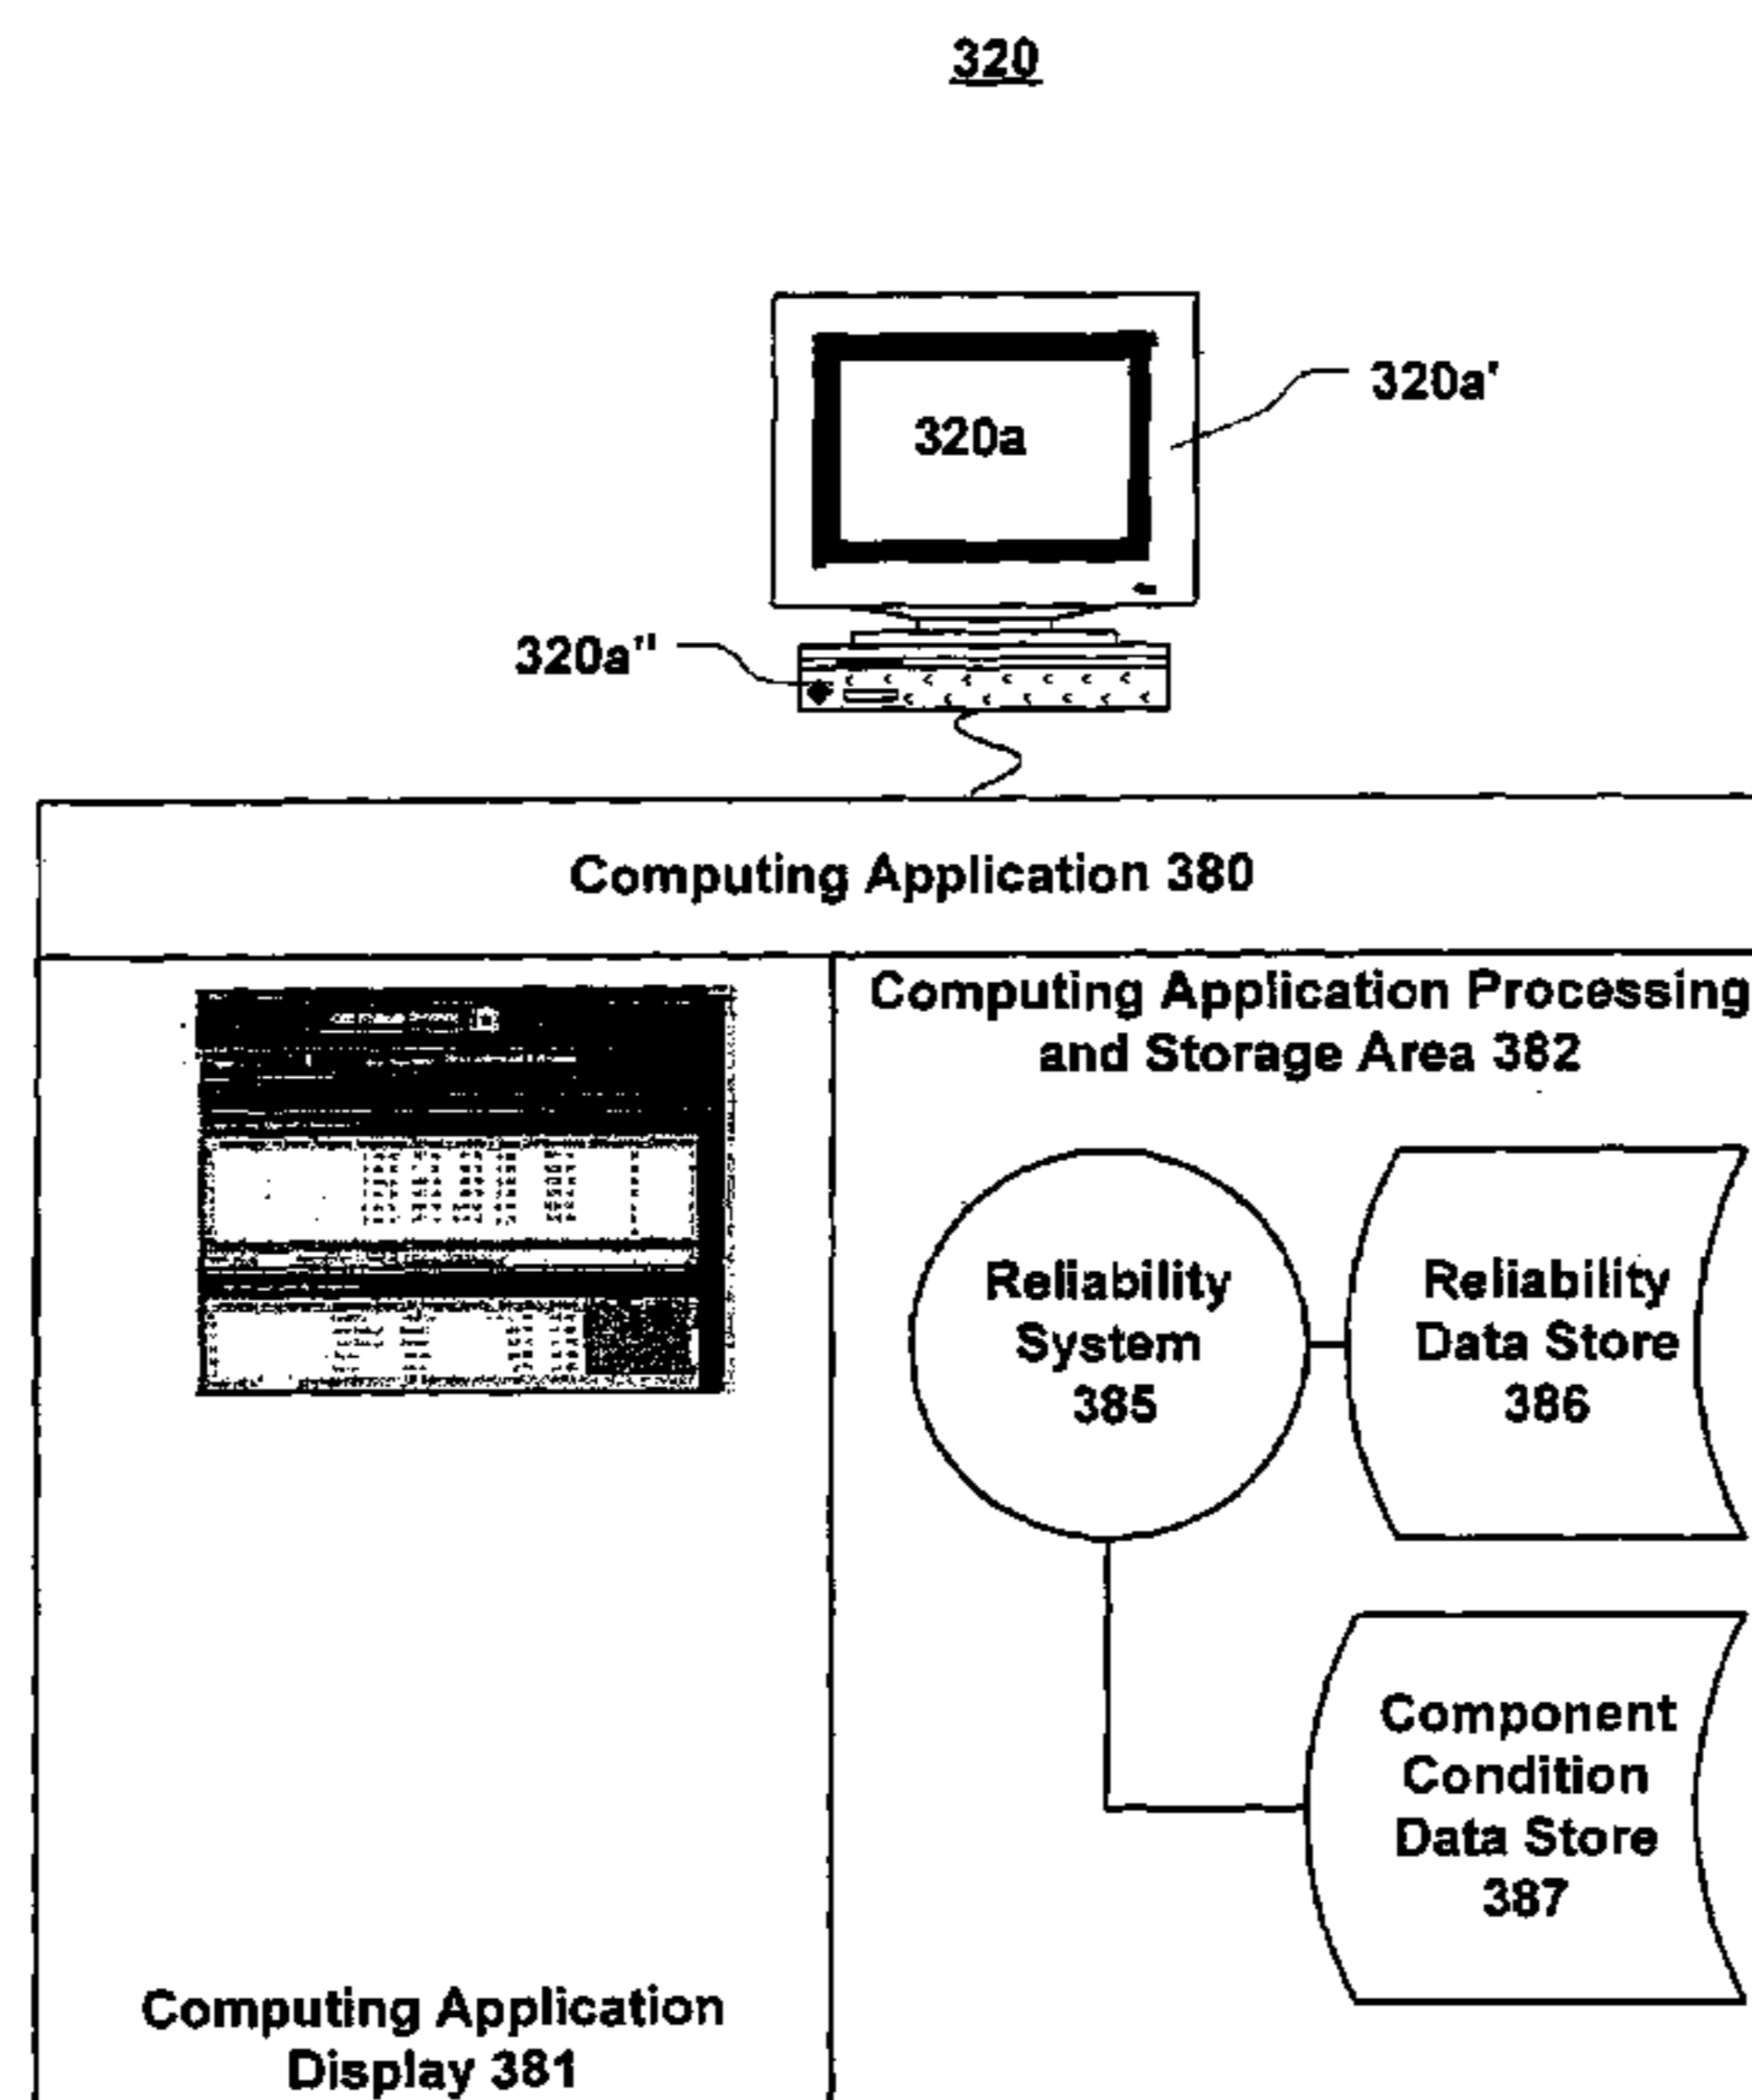 320
320a
320a'
320a"
Computing Application 380
Computing Application Processing
and Storage Area 382
Reliability
System
385
Reliability
Data Store
386
Component
Condition
Data Store
387
Computing Application
Display 381